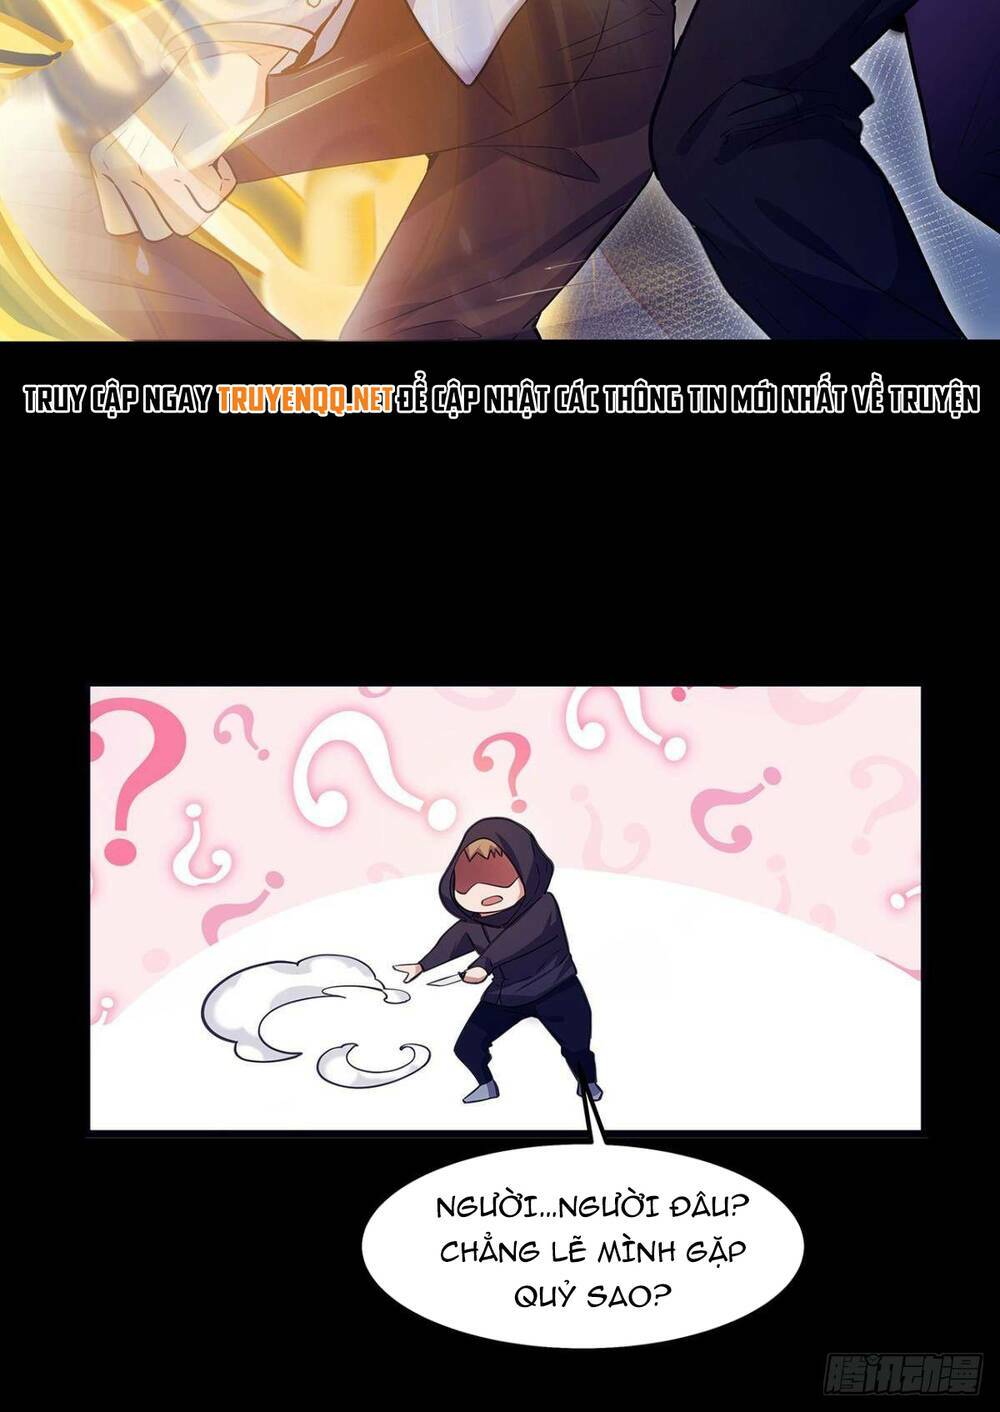 TRUY CẬP NGAY TRUYENQQ.NET ĐỂ CẬP NHẬT CÁC THÔNG TIN MỚI NHẤT VỀ TRUYỆN
NGƯỜI...NGƯỜI ĐÂU?
CHẲNG LẼ MÌNH GẶP
QUỶ SAO?
腾讯动漫